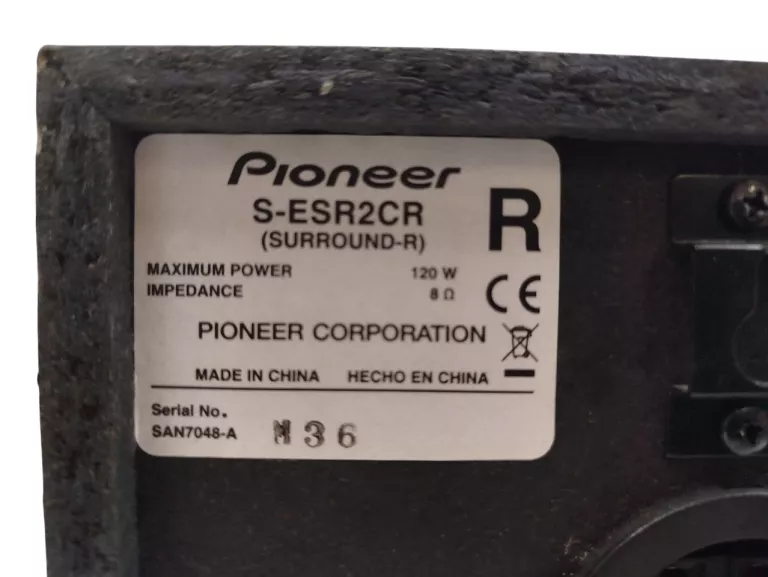 Pioneer
S-ESR2CR
(SURROUND-R)
R
MAXIMUM POWER 120 W
IMPEDANCE 8 Ω
CE
PIONEER CORPORATION
MADE IN CHINA HECHO EN CHINA
Serial No.
SAN7048-A M36